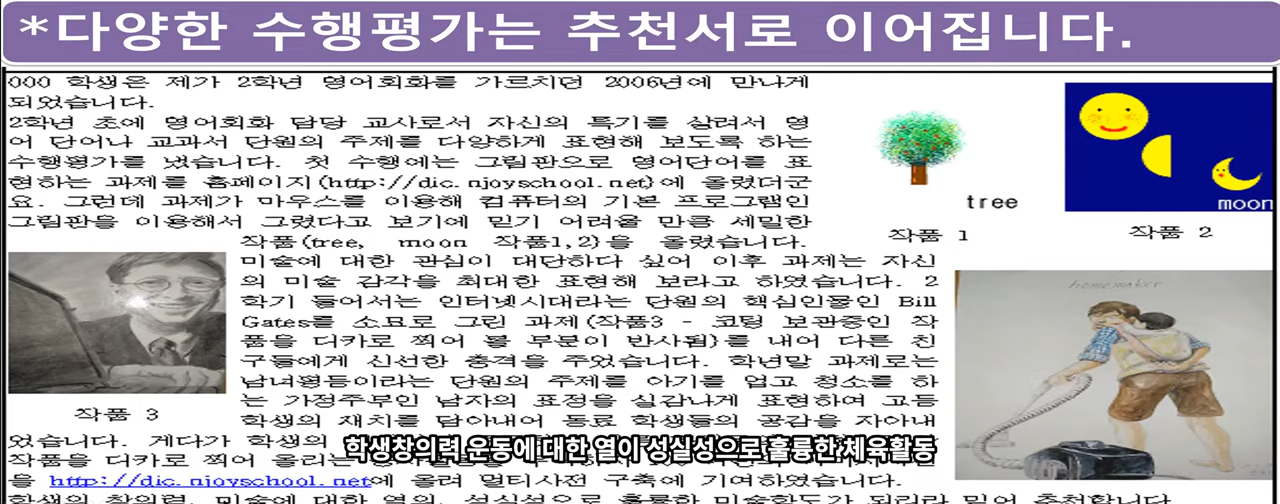 *다양한 수행평가는 추천서로 이어집니다.
000 학생은 제가 2학년 영어회화를 가르치던 2006년에 만나게
되었습니다.
2학년 초에 영어회화 담당 교사로서 자신의 특기를 살려서 영
어 단어나 교과서 단원의 주제를 다양하게 표현해 보도록 하는
수행평가를 냈습니다. 첫 수행에는 그림판으로 영어단어를 표
현하는 과제를 홈페이지(http://dic.njoyschool.net)에 올렸더군
요. 그런데 과제가 마우스를 이용해 컴퓨터의 기본 프로그램인
그림판을 이용해서 그렸다고 보기에 믿기 어려울 만큼 세밀한
작품(tree, moon 작품1,2)을 올렸습니다.
tree
작품 1
moon
작품 2
미술에 대한 관심이 대단하다 싶어 이후 과제는 자신
의 미술 감각을 최대한 표현해 보라고 하였습니다. 2
학기 들어서는 인터넷시대라는 단원의 핵심인물인 Bill
Gates를 소묘로 그린 과제(작품3 - 코팅 보관중인 작
품을 디카로 찍어 볼 부분이 반사됨)를 내어 다른 친
구들에게 신선한 충격을 주었습니다. 학년말 과제로는
남녀평등이라는 단원의 주제를 아기를 업고 청소를 하
는 가정주부인 남자의 표정을 실감나게 표현하여 고등
학생의 재치를 담아내어 동료 학생들의 공감을 자아내
작품 3
homemaker
었습니다. 게다가 학생의
작품을 디카로 찍어 올리는
을 http://dic.njoyschool.net에 올려 멀티사전 구축에 기여하였습니다.
학생의 창의력, 미술에 대한 열의, 성실성으로 훌륭한 미술학도가 되리라 믿어 추천합니다
학생창의력 운동에 대한 열이 성실성으로 훌륭한 체육활동